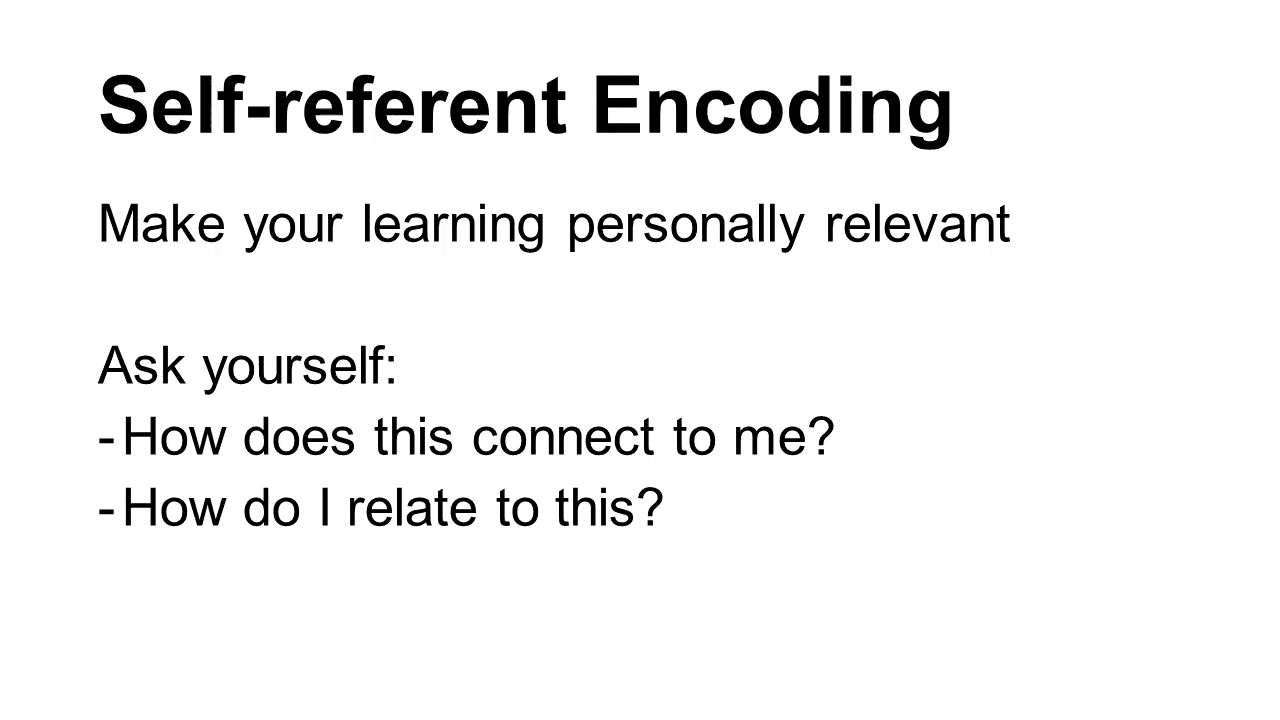 Self-referent Encoding
Make your learning personally relevant
Ask yourself:
- How does this connect to me?
- How do I relate to this?